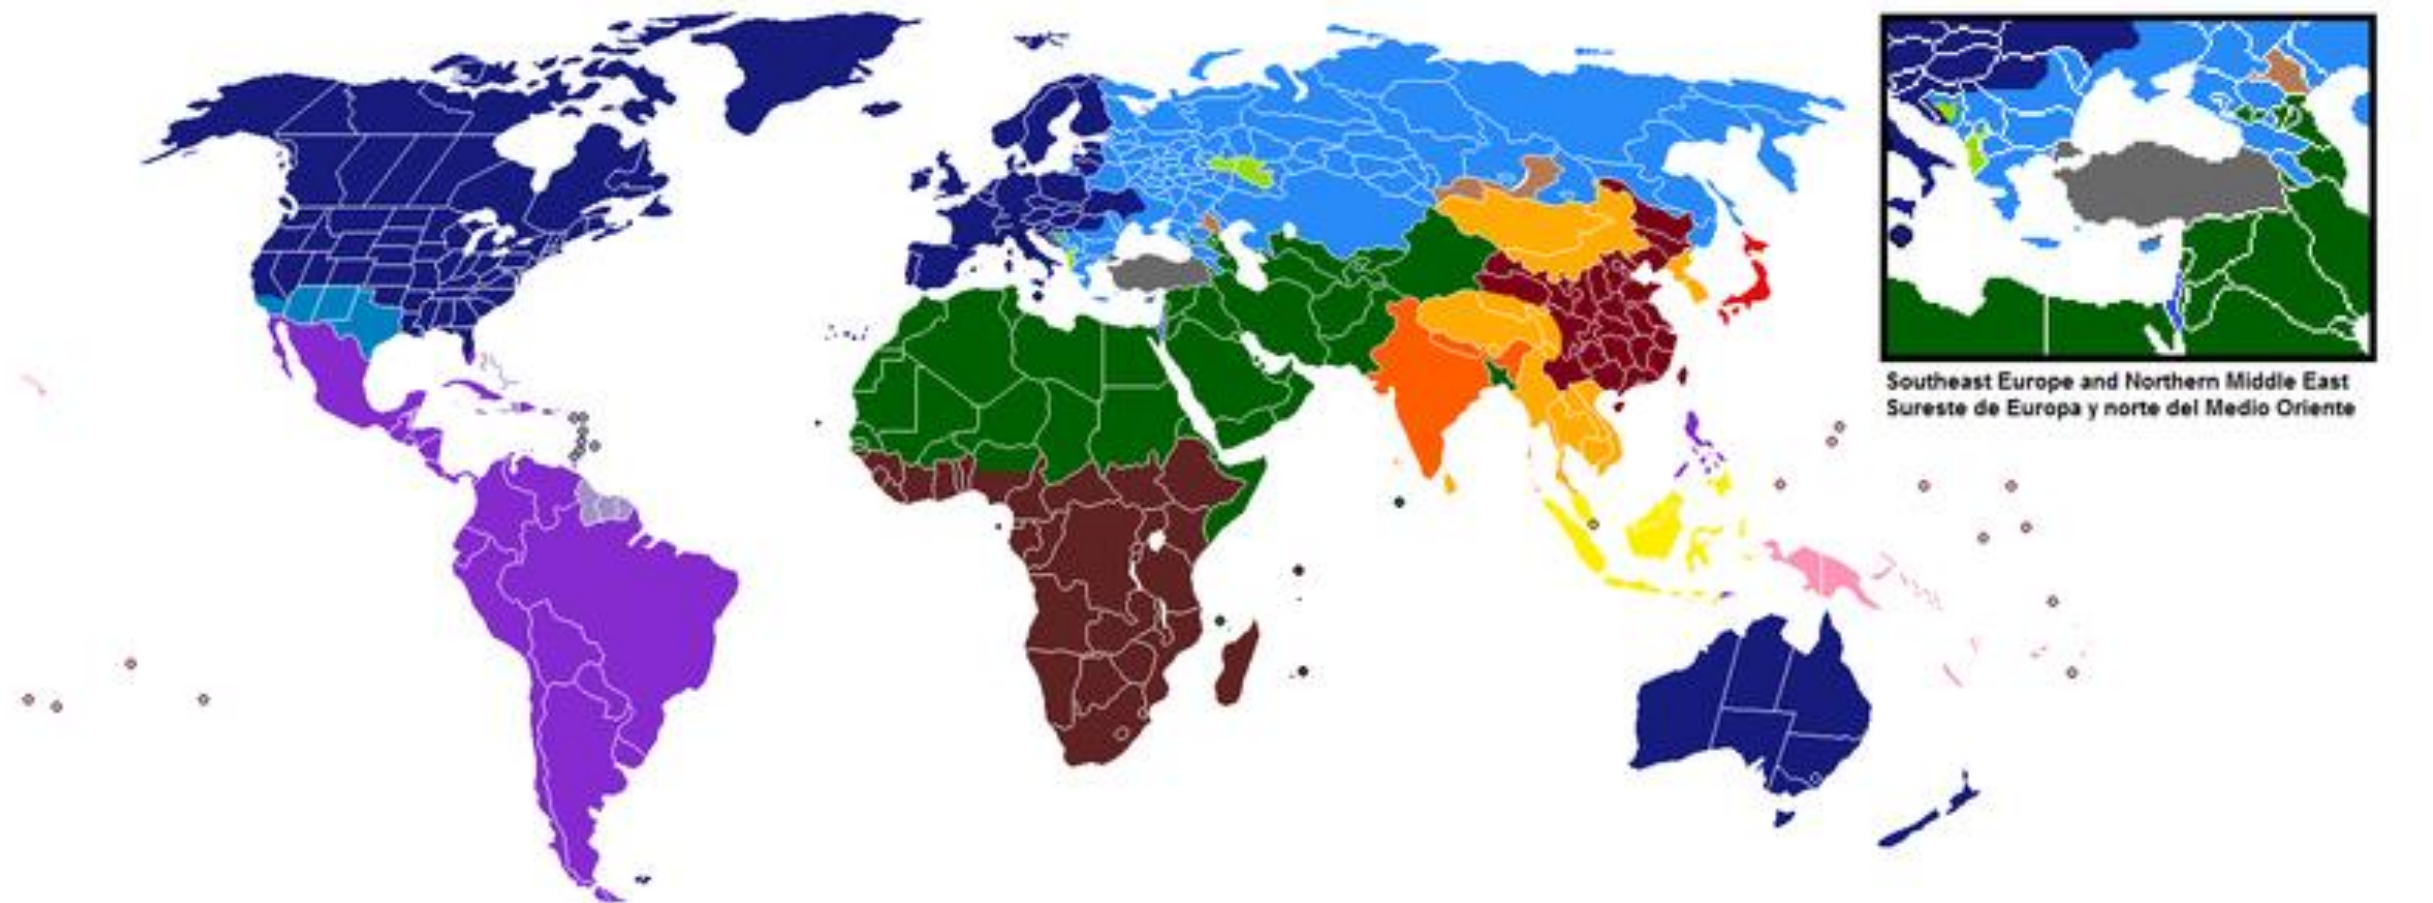 Southeast Europe and Northern Middle East
Sureste de Europa y norte del Medio Oriente